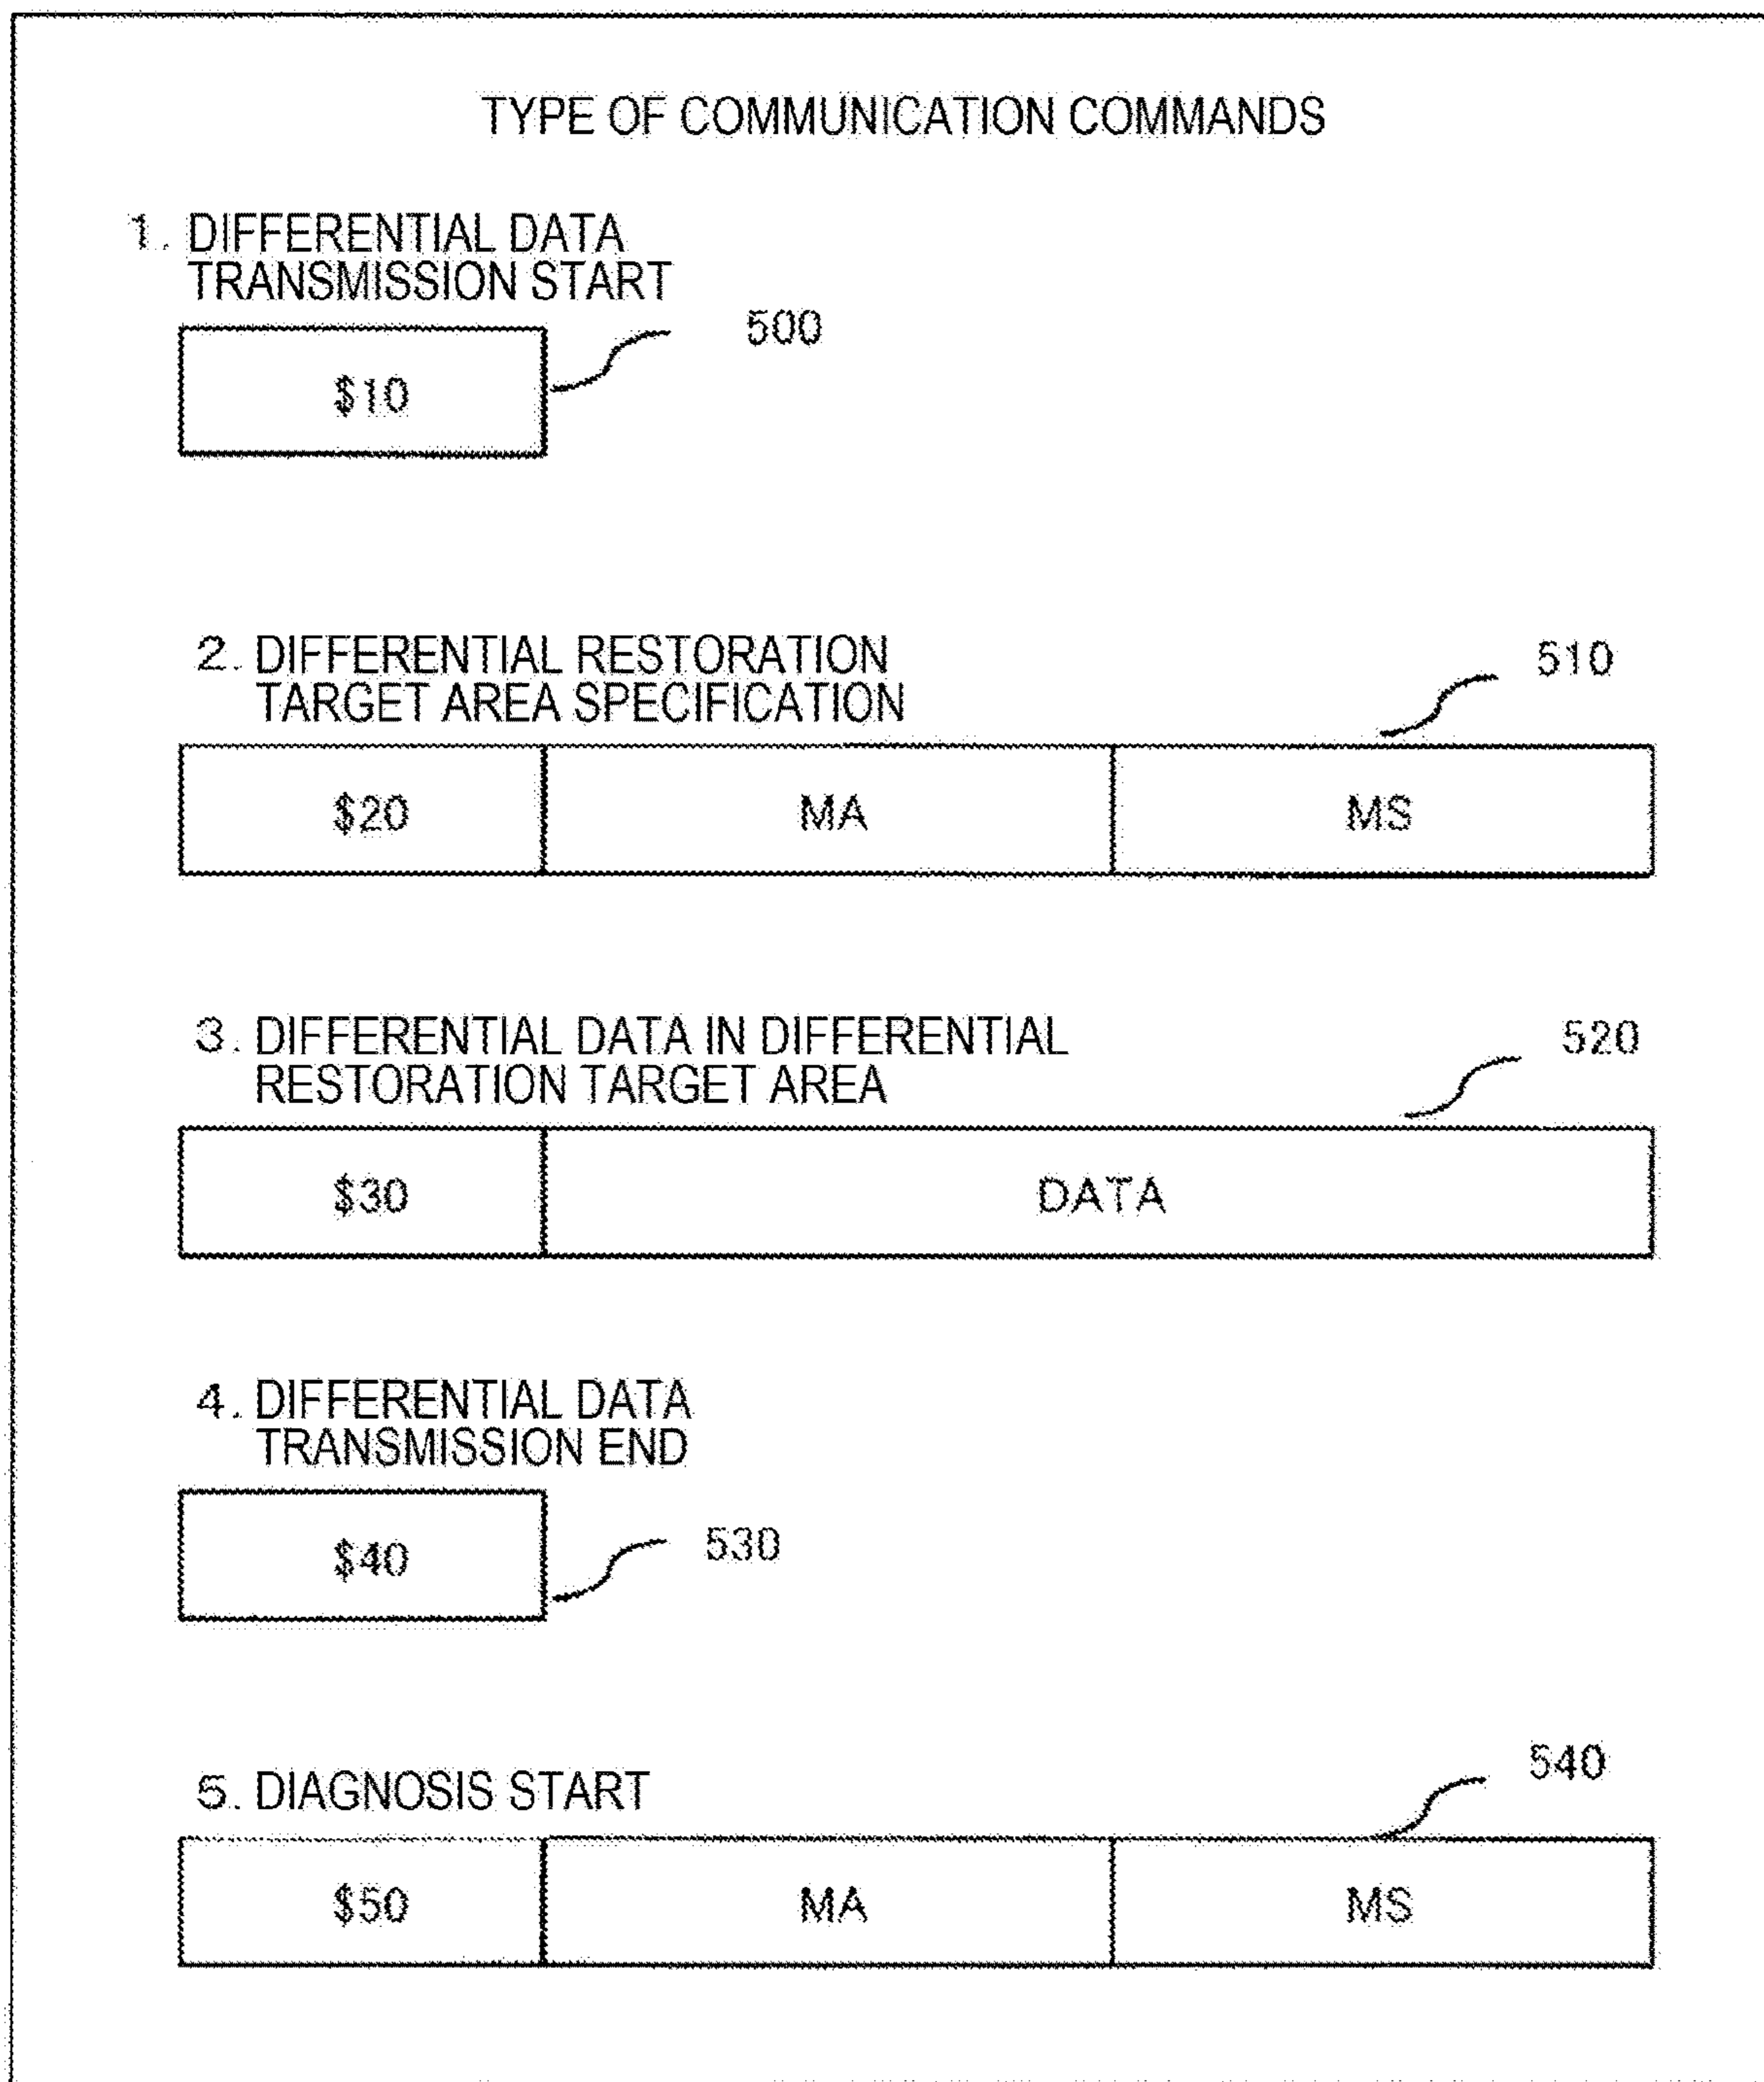 TYPE OF COMMUNICATION COMMANDS
1. DIFFERENTIAL DATA
TRANSMISSION START
500
$10
2. DIFFERENTIAL RESTORATION
TARGET AREA SPECIFICATION
510
$20 MA MS
3. DIFFERENTIAL DATA IN DIFFERENTIAL
RESTORATION TARGET AREA
520
$30 DATA
4. DIFFERENTIAL DATA
TRANSMISSION END
$40 530
5. DIAGNOSIS START
540
$50 MA MS